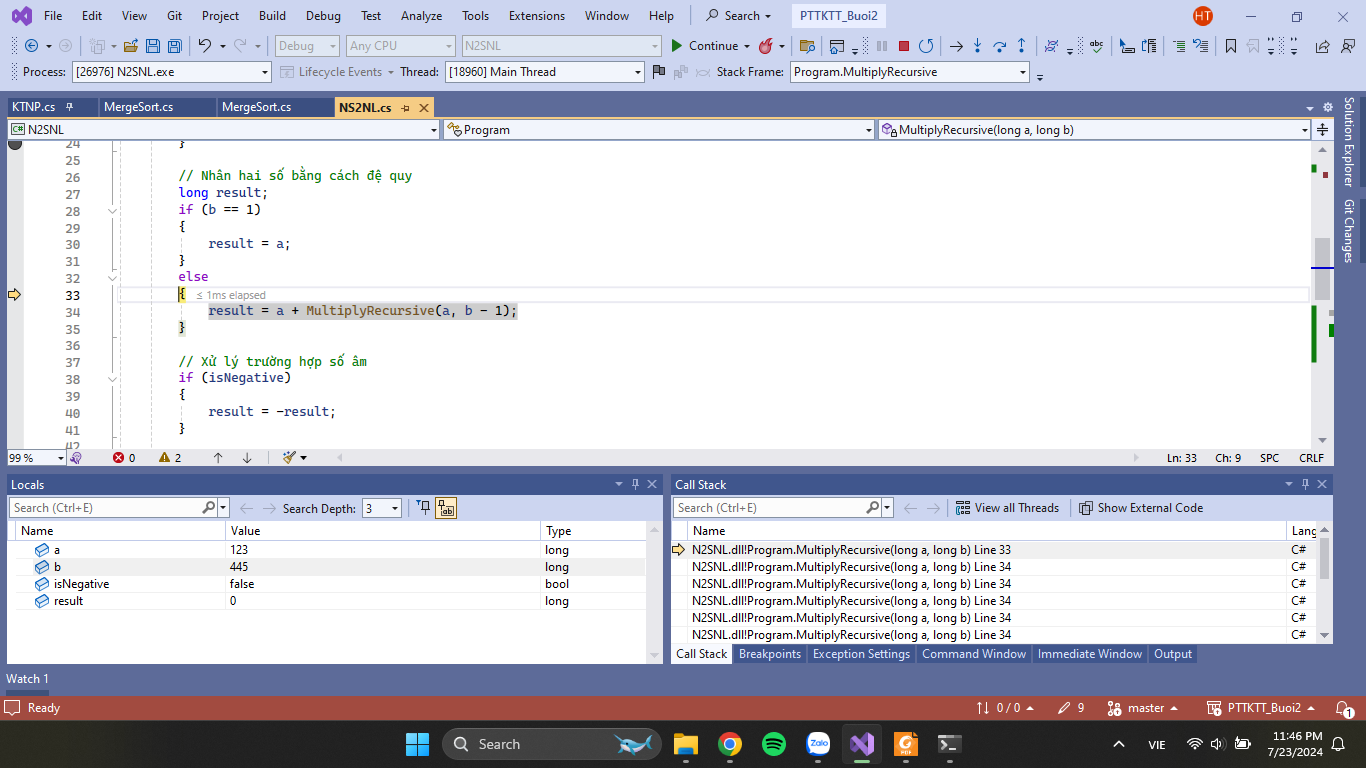 File Edit View Git Project Build Debug Test Analyze Tools Extensions Window Help Search PTTKTT_Buoi2 HT
Debug Any CPU N2SNL Continue
Process: [26976] N2SNL.exe Lifecycle Events Thread: [18960] Main Thread Stack Frame: Program.MultiplyRecursive
KTNP.cs MergeSort.cs MergeSort.cs NS2NL.cs
C# N2SNL Program MultiplyRecursive(long a, long b)
24 }
25
26 // Nhân hai số bằng cách đệ quy
27 long result;
28 if (b == 1)
29 {
30 result = a;
31 }
32 else
33 { ≤ 1ms elapsed
34 result = a + MultiplyRecursive(a, b - 1);
35 }
36
37 // Xử lý trường hợp số âm
38 if (isNegative)
39 {
40 result = -result;
41 }
42
Solution Explorer
Git Changes
99 % 0 2 Ln: 33 Ch: 9 SPC CRLF
Locals
Search (Ctrl+E) Search Depth: 3
Name Value Type
a 123 long
b 445 long
isNegative false bool
result 0 long
Call Stack
Search (Ctrl+E) View all Threads Show External Code
Name Lang
N2SNL.dll!Program.MultiplyRecursive(long a, long b) Line 33 C#
N2SNL.dll!Program.MultiplyRecursive(long a, long b) Line 34 C#
N2SNL.dll!Program.MultiplyRecursive(long a, long b) Line 34 C#
N2SNL.dll!Program.MultiplyRecursive(long a, long b) Line 34 C#
N2SNL.dll!Program.MultiplyRecursive(long a, long b) Line 34 C#
N2SNL.dll!Program.MultiplyRecursive(long a, long b) Line 34 C#
Call Stack Breakpoints Exception Settings Command Window Immediate Window Output
Watch 1
Ready 0 / 0 9 master PTTKTT_Buoi2 1
Search Zalo VIE 11:46 PM
7/23/2024